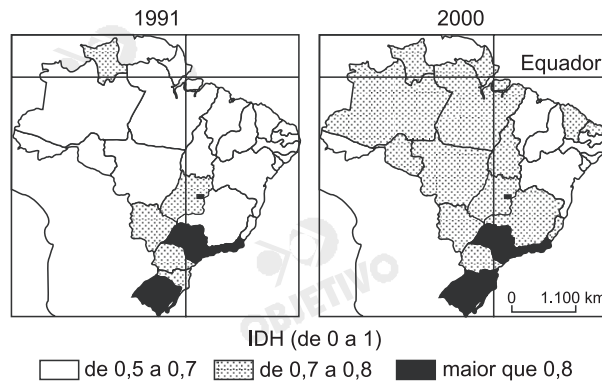 1991
2000
Equador
0 1.100 km
OBJETIVO
IDH (de 0 a 1)
de 0,5 a 0,7 de 0,7 a 0,8 maior que 0,8